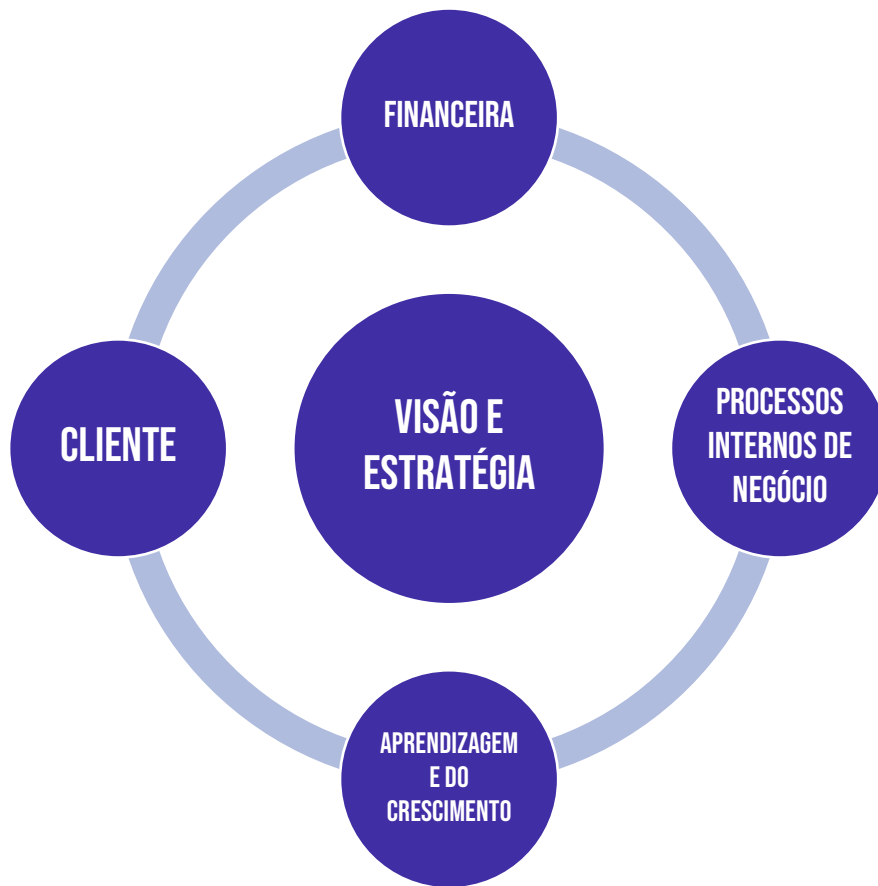 FINANCEIRA
CLIENTE
VISÃO E
ESTRATÉGIA
PROCESSOS
INTERNOS DE
NEGÓCIO
APRENDIZAGEM
E DO
CRESCIMENTO